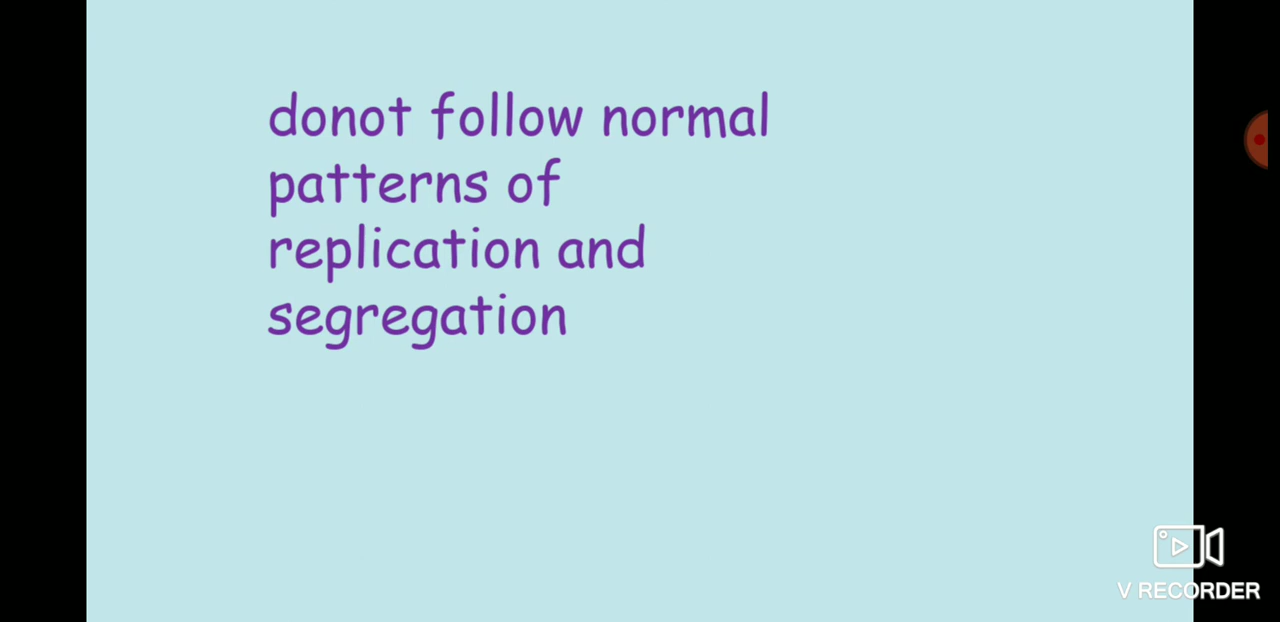 donot follow normal
patterns of
replication and
segregation
V RECORDER